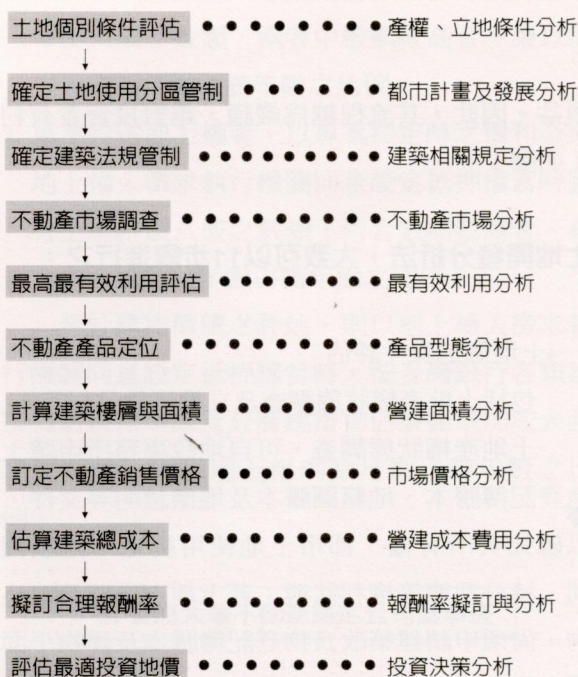 土地個別條件評估 ● ● ● ● ● ● ● ● ● 產權、立地條件分析
確定土地使用分區管制 ● ● ● ● ● ● ● 都市計畫及發展分析
確定建築法規管制 ● ● ● ● ● ● ● ● ● 建築相關規定分析
不動產市場調查 ● ● ● ● ● ● ● ● ● 不動產市場分析
最高最有效利用評估 ● ● ● ● ● ● ● ● 最有效利用分析
不動產產品定位 ● ● ● ● ● ● ● ● ● 產品型態分析
計算建築樓層與面積 ● ● ● ● ● ● ● ● 營建面積分析
訂定不動產銷售價格 ● ● ● ● ● ● ● ● 市場價格分析
估算建築總成本 ● ● ● ● ● ● ● ● ● 營建成本費用分析
擬訂合理報酬率 ● ● ● ● ● ● ● ● ● 報酬率擬訂與分析
評估最適投資地價 ● ● ● ● ● ● ● ● ● 投資決策分析